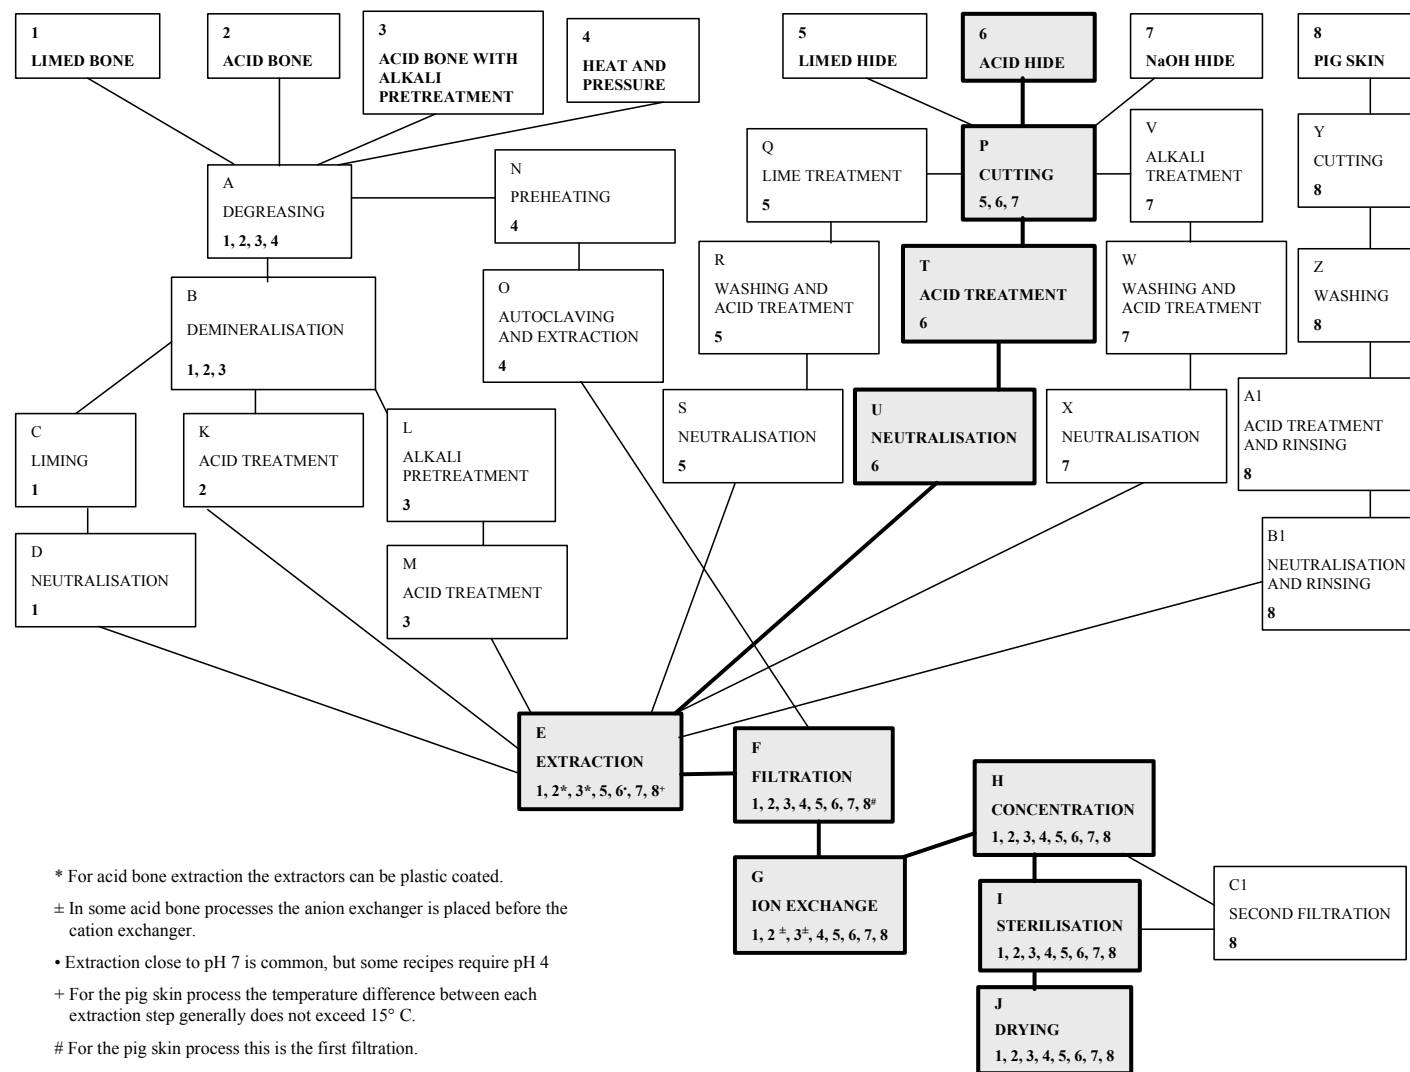 1
LIMED BONE
2
ACID BONE
3
ACID BONE WITH
ALKALI
PRETREATMENT
4
HEAT AND
PRESSURE
5
LIMED HIDE
6
ACID HIDE
7
NaOH HIDE
8
PIG SKIN
A
DEGREASING
1, 2, 3, 4
N
PREHEATING
4
Q
LIME TREATMENT
5
P
CUTTING
5, 6, 7
V
ALKALI
TREATMENT
7
Y
CUTTING
8
B
DEMINERALISATION
1, 2, 3
O
AUTOCLAVING
AND EXTRACTION
4
R
WASHING AND
ACID TREATMENT
5
T
ACID TREATMENT
6
W
WASHING AND
ACID TREATMENT
7
Z
WASHING
8
C
LIMING
1
K
ACID TREATMENT
2
L
ALKALI
PRETREATMENT
3
S
NEUTRALISATION
5
U
NEUTRALISATION
6
X
NEUTRALISATION
7
A1
ACID TREATMENT
AND RINSING
8
D
NEUTRALISATION
1
M
ACID TREATMENT
3
B1
NEUTRALISATION
AND RINSING
8
E
EXTRACTION
1, 2*, 3*, 5, 6•, 7, 8+
F
FILTRATION
1, 2, 3, 4, 5, 6, 7, 8#
G
ION EXCHANGE
1, 2 ±, 3±, 4, 5, 6, 7, 8
H
CONCENTRATION
1, 2, 3, 4, 5, 6, 7, 8
I
STERILISATION
1, 2, 3, 4, 5, 6, 7, 8
C1
SECOND FILTRATION
8
J
DRYING
1, 2, 3, 4, 5, 6, 7, 8
* For acid bone extraction the extractors can be plastic coated.
± In some acid bone processes the anion exchanger is placed before the
cation exchanger.
• Extraction close to pH 7 is common, but some recipes require pH 4
+ For the pig skin process the temperature difference between each
extraction step generally does not exceed 15° C.
# For the pig skin process this is the first filtration.